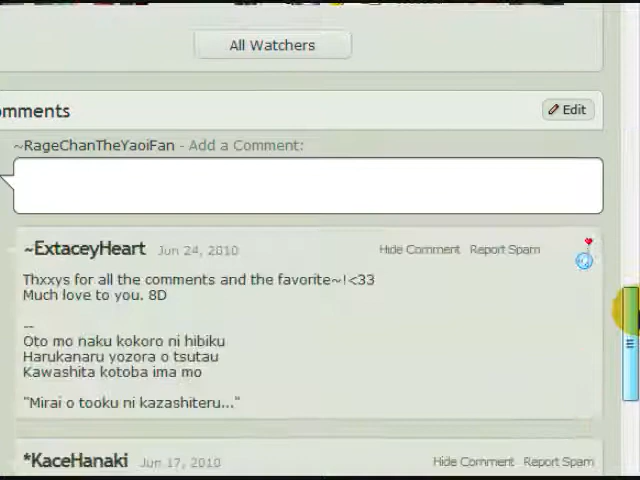 All Watchers
omments
Edit
~RageChanTheYaoiFan - Add a Comment:
~ExtaceyHeart Jun 24, 2010 Hide Comment Report Spam
Thxxys for all the comments and the favorite~!<33
Much love to you. 8D
--
Oto mo naku kokoro ni hibiku
Harukanaru yozora o tsutau
Kawashita kotoba ima mo
"Mirai o tooku ni kazashiteru..."
*KaceHanaki Jun 17, 2010 Hide Comment Report Spam